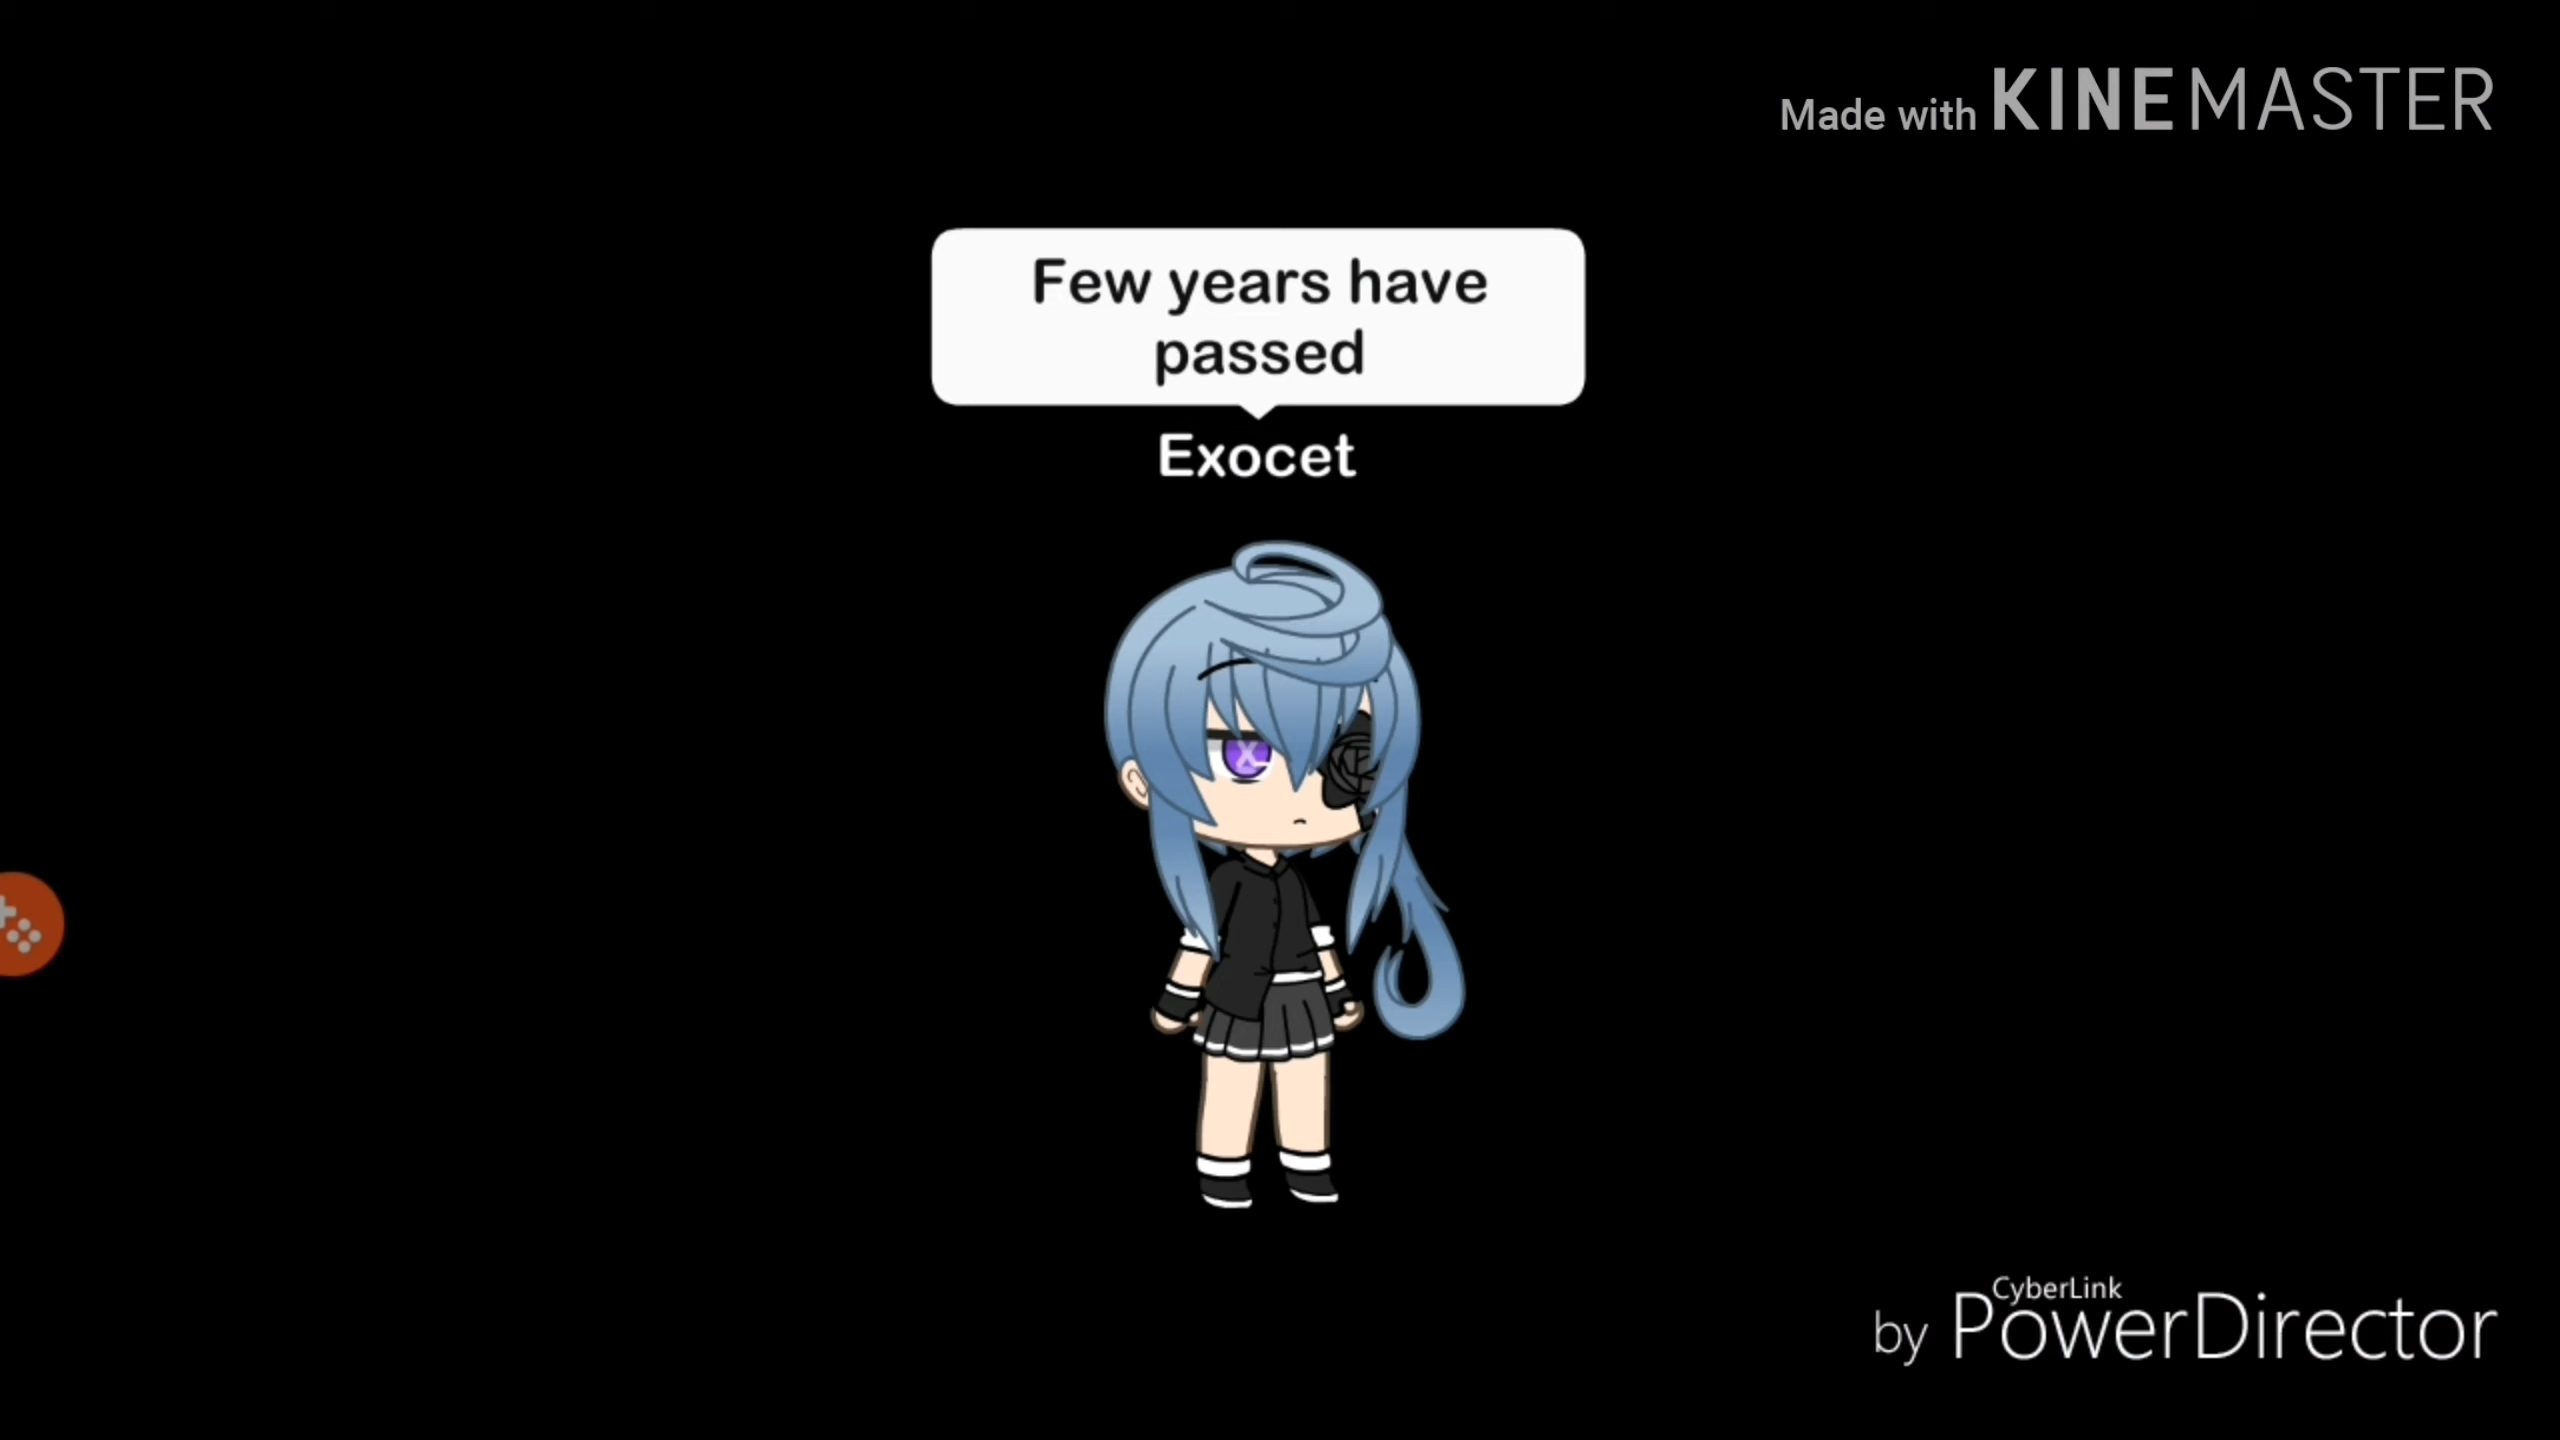 Made with KINEMASTER
Few years have
passed
Exocet
CyberLink
by PowerDirector